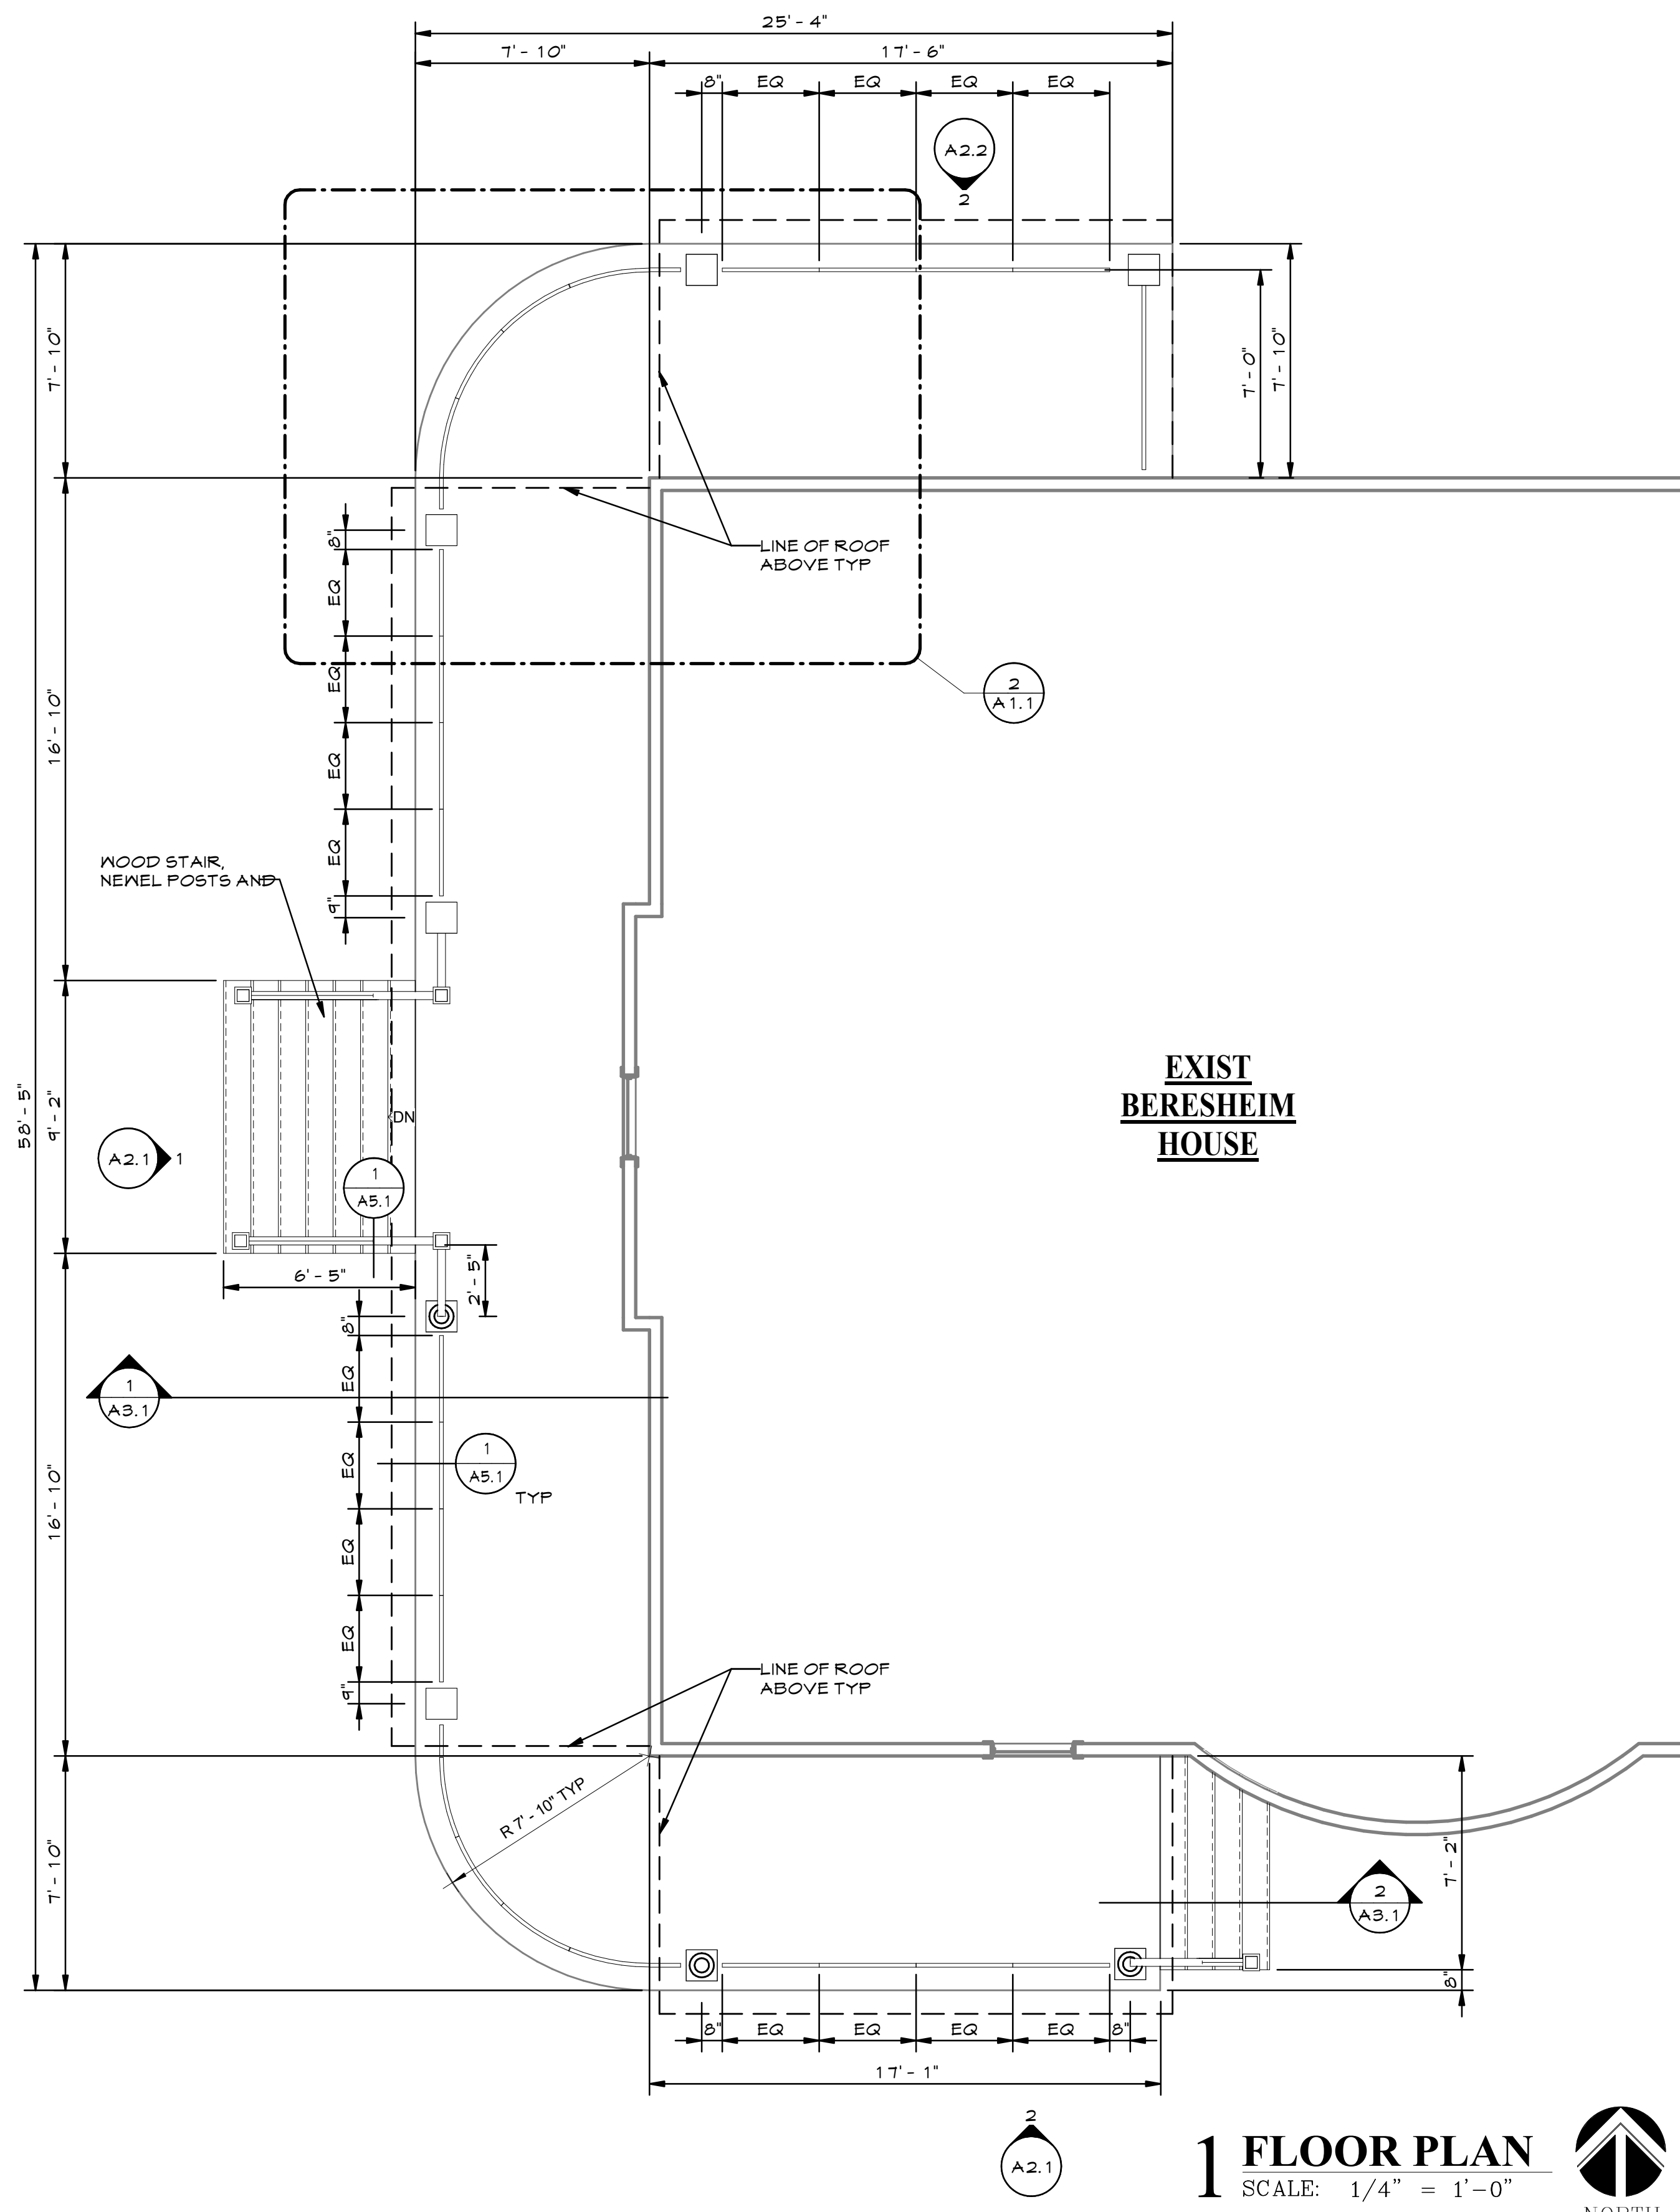 25'- 4"
7'- 10"
17'- 6"
8" EQ EQ EQ EQ
A2.2
2
7'- 10"
7'- 0"
7'- 10"
8"
LINE OF ROOF
ABOVE TYP
EQ
EQ
2
A1.1
16'- 10"
EQ
EQ
WOOD STAIR,
NEWEL POSTS AND
9"
58'- 5"
9'- 2"
EXIST
BERESHEIM
HOUSE
DN
A2.1 1
1
A5.1
6'- 5"
2'- 5"
8"
EQ
1
A3.1
1
A5.1
TYP
EQ
16'- 10"
EQ
EQ
LINE OF ROOF
ABOVE TYP
9"
R 7' - 10" TYP
7'- 10"
7'- 2"
2
A3.1
8"
8" EQ EQ EQ EQ 8"
17'- 1"
2
A2.1
1 FLOOR PLAN
SCALE: 1/4" = 1'-0"
NORTH